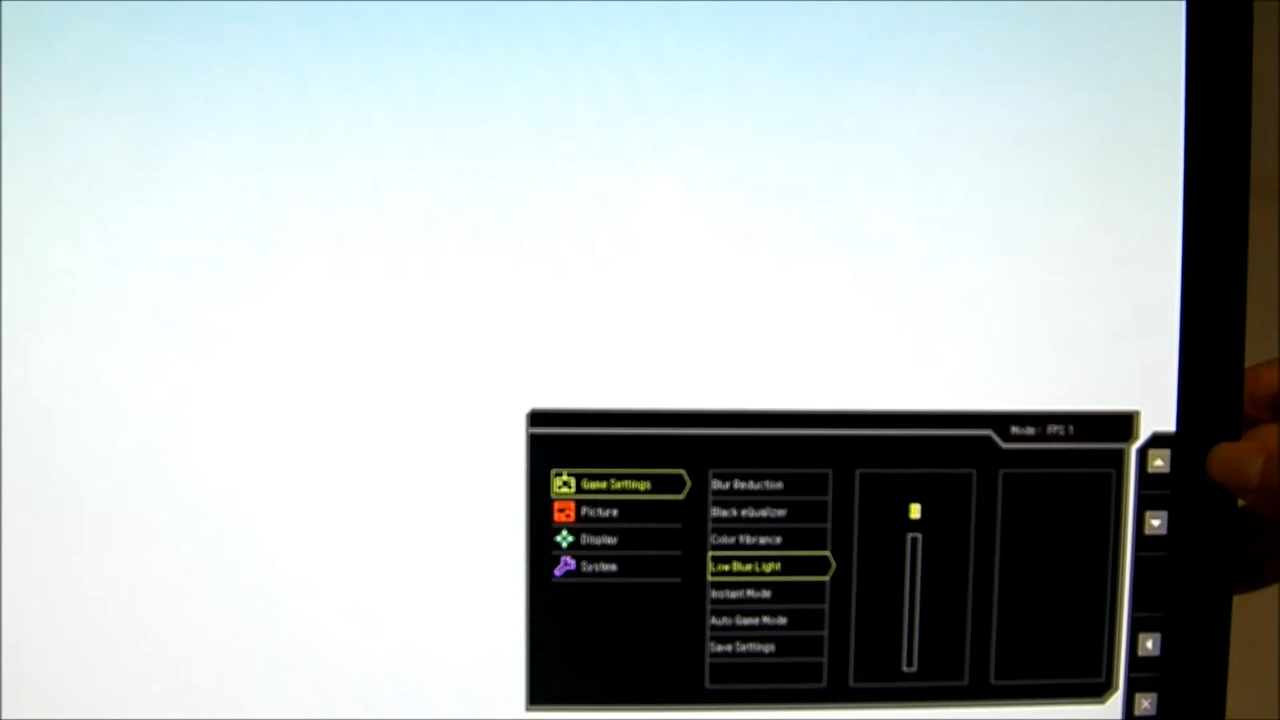 Mode : FPS 1
Game Settings
Picture
Display
System
Blur Reduction
Black eQualizer
Color Vibrance
Low Blue Light
Instant Mode
Auto Game Mode
Save Settings
0